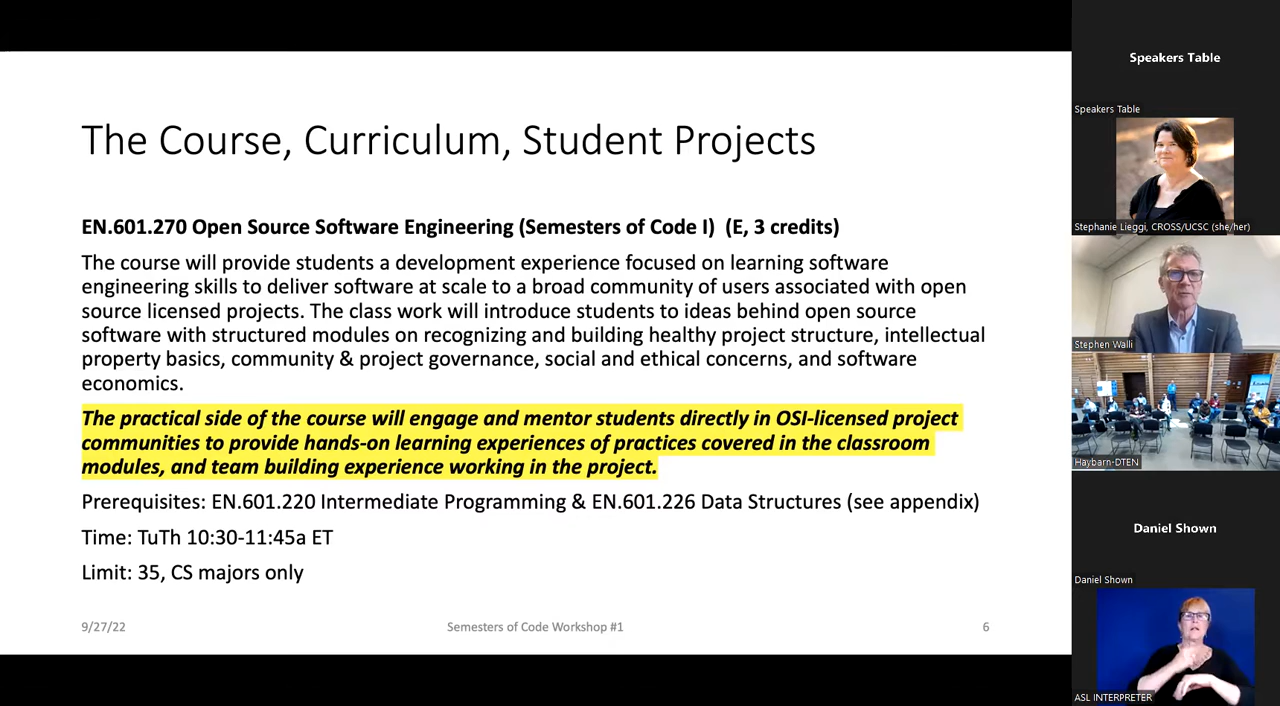 The Course, Curriculum, Student Projects
EN.601.270 Open Source Software Engineering (Semesters of Code I)  (E, 3 credits)
The course will provide students a development experience focused on learning software
engineering skills to deliver software at scale to a broad community of users associated with open
source licensed projects. The class work will introduce students to ideas behind open source
software with structured modules on recognizing and building healthy project structure, intellectual
property basics, community & project governance, social and ethical concerns, and software
economics.
The practical side of the course will engage and mentor students directly in OSI-licensed project
communities to provide hands-on learning experiences of practices covered in the classroom
modules, and team building experience working in the project.
Prerequisites: EN.601.220 Intermediate Programming & EN.601.226 Data Structures (see appendix)
Time: TuTh 10:30-11:45a ET
Limit: 35, CS majors only
9/27/22
Semesters of Code Workshop #1
6
Speakers Table
Speakers Table
Stephanie Lieggi, CROSS/UCSC (she/her)
Stephen Walli
Haybarn-DTEN
Daniel Shown
Daniel Shown
ASL INTERPRETER